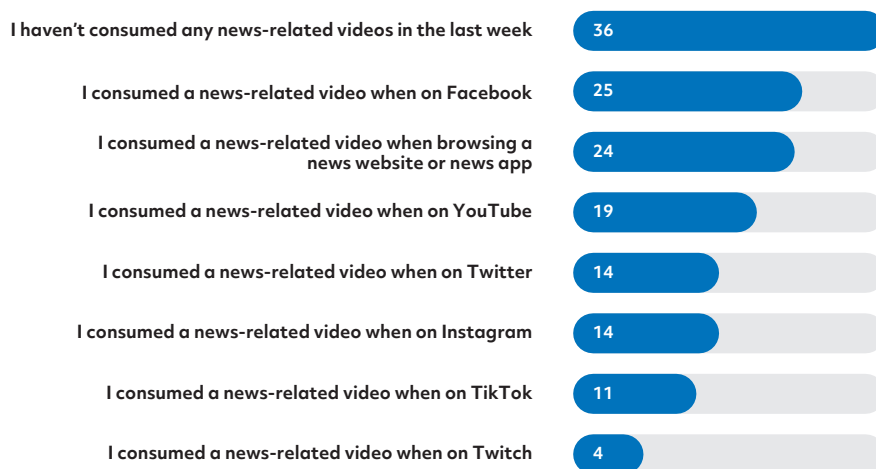 I haven’t consumed any news-related videos in the last week 36
I consumed a news-related video when on Facebook 25
I consumed a news-related video when browsing a
news website or news app 24
I consumed a news-related video when on YouTube 19
I consumed a news-related video when on Twitter 14
I consumed a news-related video when on Instagram 14
I consumed a news-related video when on TikTok 11
I consumed a news-related video when on Twitch 4